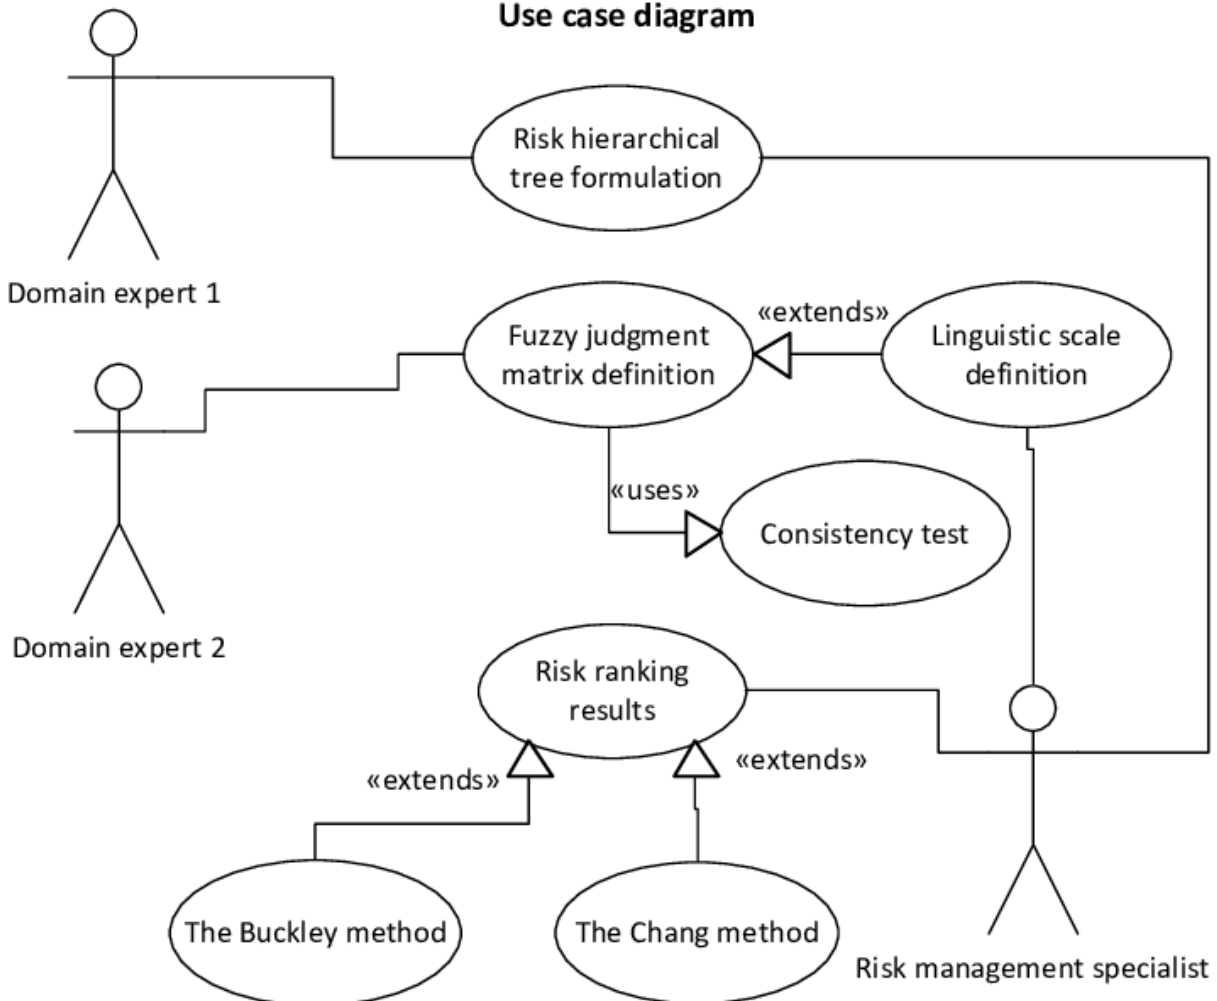 Use case diagram
Risk hierarchical
tree formulation
Domain expert 1
Fuzzy judgment
matrix definition
«extends»
Linguistic scale
definition
«uses»
Consistency test
Domain expert 2
Risk ranking
results
«extends»
«extends»
The Buckley method
The Chang method
Risk management specialist